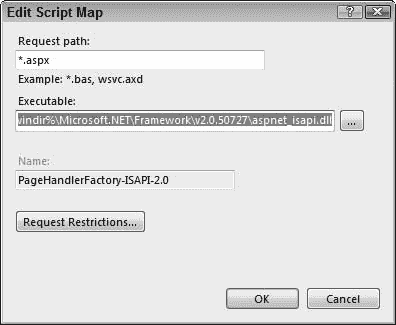 Edit Script Map
Request path:
*.aspx
Example: *.bas, wsvc.axd
Executable:
vindir%\Microsoft.NET\Framework\v2.0.50727\aspnet_isapi.dll
...
Name:
PageHandlerFactory-ISAPI-2.0
Request Restrictions...
OK
Cancel